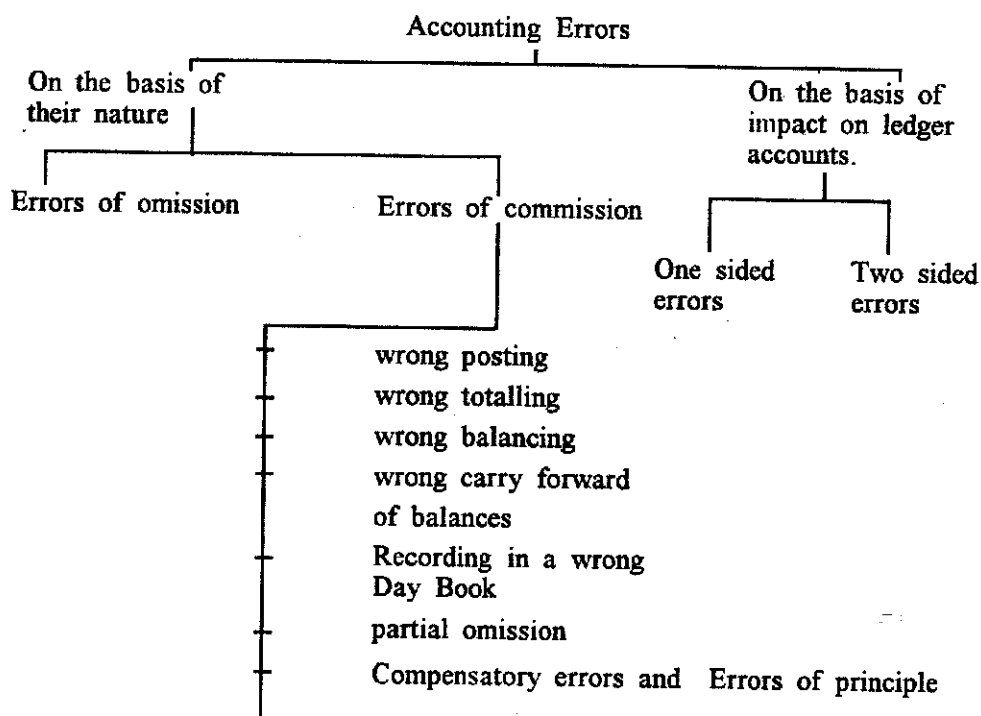 Accounting Errors
On the basis of
their nature
On the basis of
impact on ledger
accounts.
Errors of omission
Errors of commission
One sided
errors
Two sided
errors
wrong posting
wrong totalling
wrong balancing
wrong carry forward
of balances
Recording in a wrong
Day Book
partial omission
Compensatory errors and Errors of principle